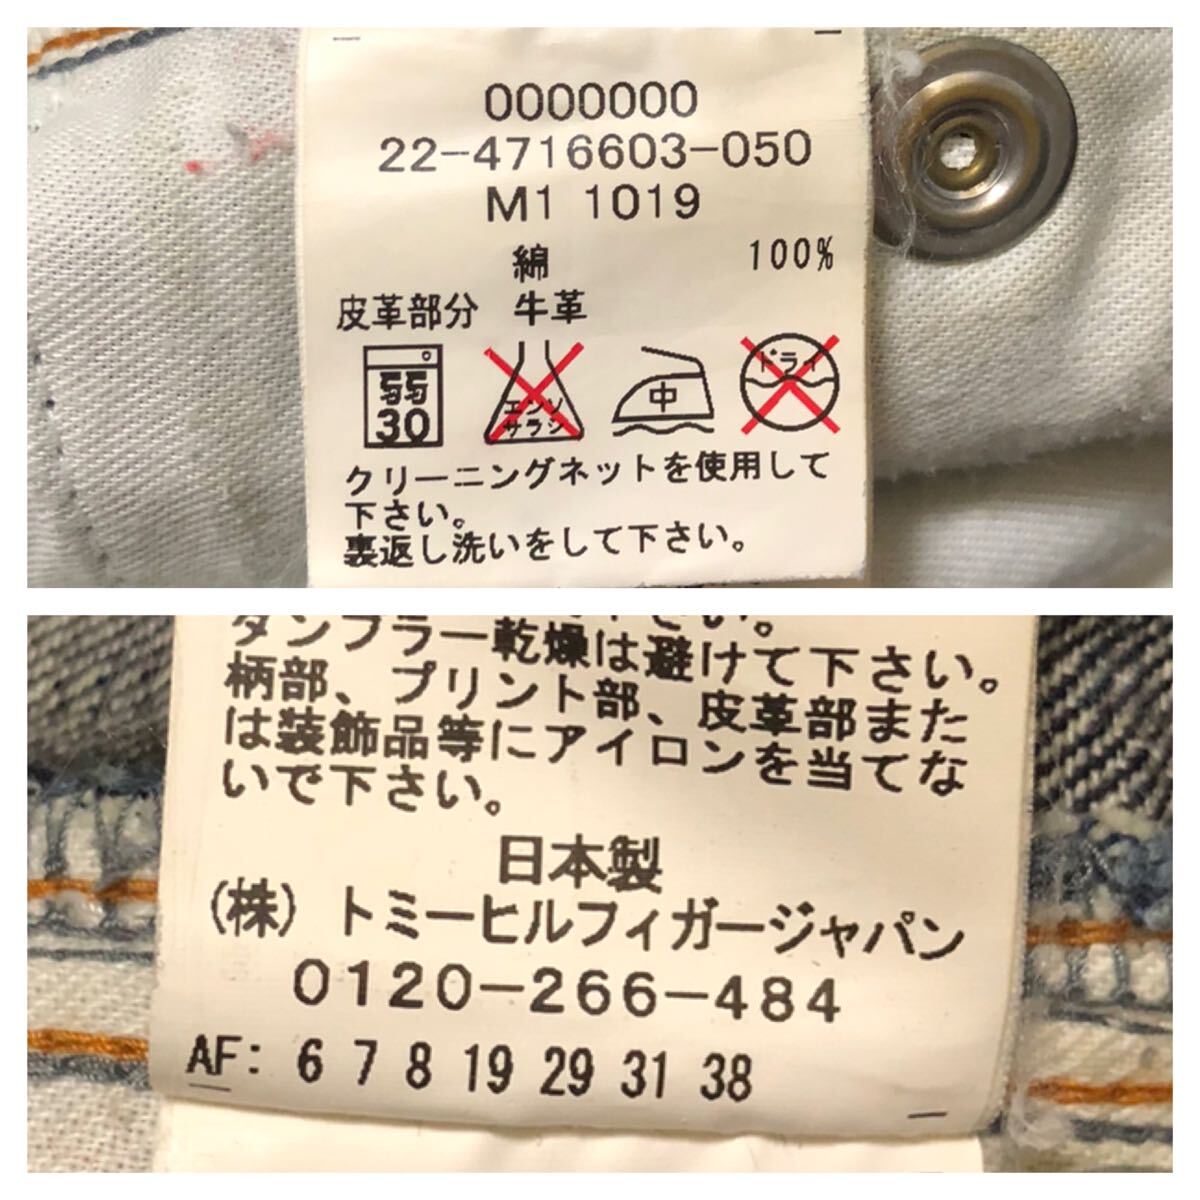 0000000
22-4716603-050
M1 1019
綿 100%
皮革部分 牛革
弱
30
エンソ
サラシ
中
ドライ
クリーニングネットを使用して
下さい。
裏返し洗いをして下さい。
さい。
タンブラー乾燥は避けて下さい。
柄部、プリント部、皮革部また
は装飾品等にアイロンを当てな
いで下さい。
日本製
(株) トミーヒルフィガージャパン
0120-266-484
AF: 6 7 8 19 29 31 38